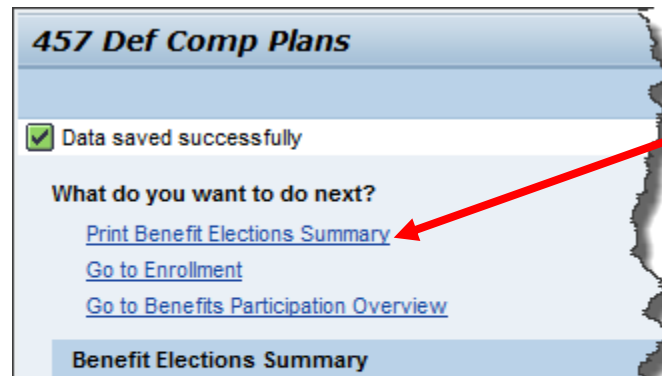 457 Def Comp Plans
Data saved successfully
What do you want to do next?
Print Benefit Elections Summary
Go to Enrollment
Go to Benefits Participation Overview
Benefit Elections Summary